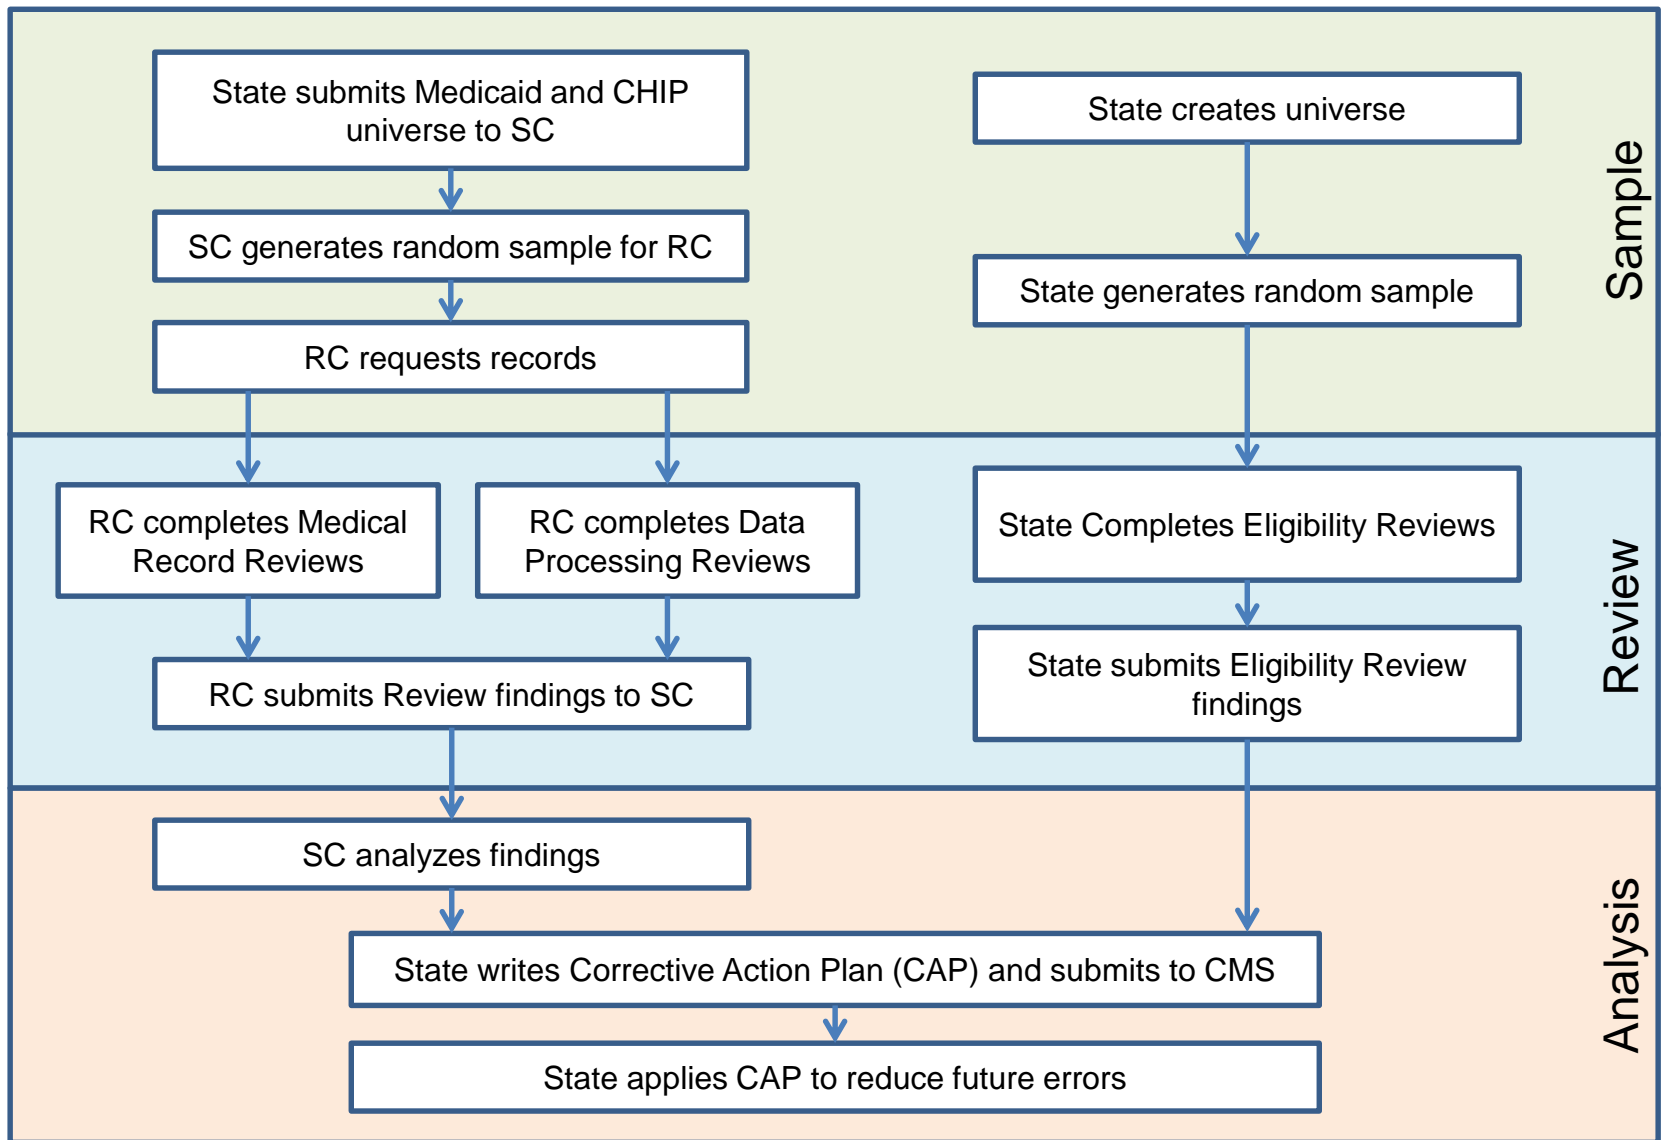 State submits Medicaid and CHIP
universe to SC
SC generates random sample for RC
RC requests records
State creates universe
State generates random sample
Sample
RC completes Medical
Record Reviews
RC completes Data
Processing Reviews
RC submits Review findings to SC
State Completes Eligibility Reviews
State submits Eligibility Review
findings
Review
SC analyzes findings
State writes Corrective Action Plan (CAP) and submits to CMS
State applies CAP to reduce future errors
Analysis